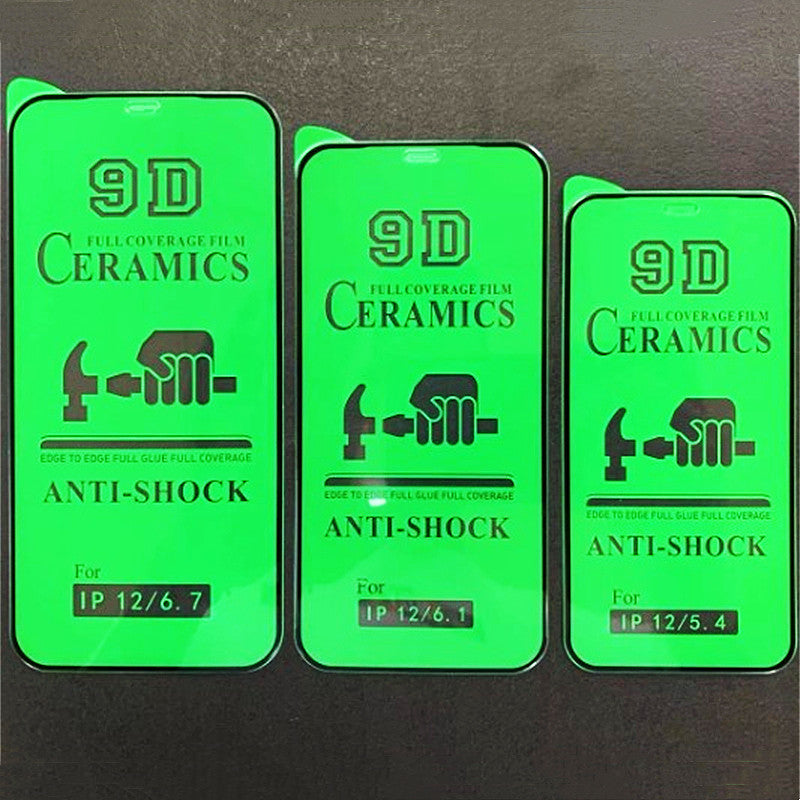 9D
FULL COVERAGE FILM
CERAMICS
EDGE TO EDGE FULL GLUE FULL COVERAGE
ANTI-SHOCK
For
IP 12/6.7
9D
FULL COVERAGE FILM
CERAMICS
EDGE TO EDGE FULL GLUE FULL COVERAGE
ANTI-SHOCK
For
IP 12/6.1
9D
FULL COVERAGE FILM
CERAMICS
EDGE TO EDGE FULL GLUE FULL COVERAGE
ANTI-SHOCK
For
IP 12/5.4